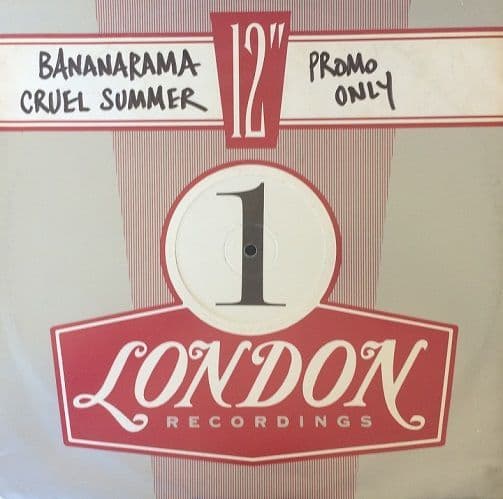 BANANARAMA
CRUEL SUMMER
12"
PROMO
ONLY
1
LONDON
RECORDINGS